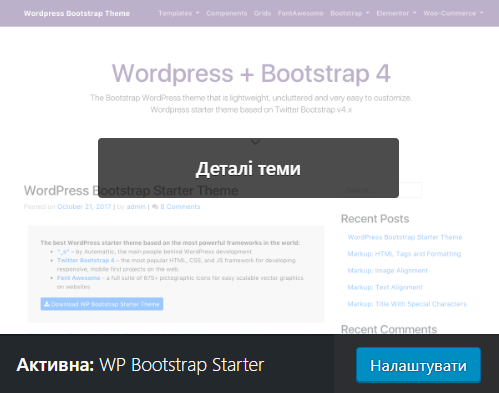 Wordpress Bootstrap Theme Templates Components Grids FontAwesome Bootstrap Elementor Woo-Commerce
Wordpress + Bootstrap 4
The Bootstrap WordPress theme that is lightweight, uncluttered and very easy to customize.
Wordpress starter theme based on Twitter Bootstrap v4.x
Деталі теми
WordPress Bootstrap Starter Theme
Posted on October 21, 2017 | by admin | 8 Comments
The best WordPress starter theme based on the most powerful frameworks in the world:
• "_s" – by Automattic, the main people behind WordPress development
• Twitter Bootstrap 4 – the most popular HTML, CSS, and JS framework for developing
responsive, mobile first projects on the web.
• Font Awesome - a full suite of 675+ pictographic icons for easy scalable vector graphics
on websites
Download WP Bootstrap Starter Theme
Recent Posts
WordPress Bootstrap Starter Theme
Markup: HTML Tags and Formatting
Markup: Image Alignment
Markup: Text Alignment
Markup: Title With Special Characters
Recent Comments
Активна: WP Bootstrap Starter
Налаштувати